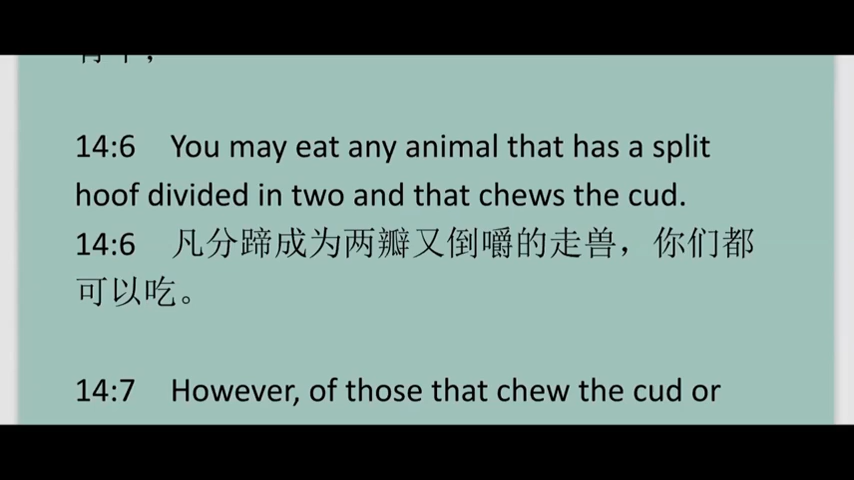 14:6 You may eat any animal that has a split
hoof divided in two and that chews the cud.
14:6 凡分蹄成为两瓣又倒嚼的走兽，你们都
可以吃。
14:7 However, of those that chew the cud or